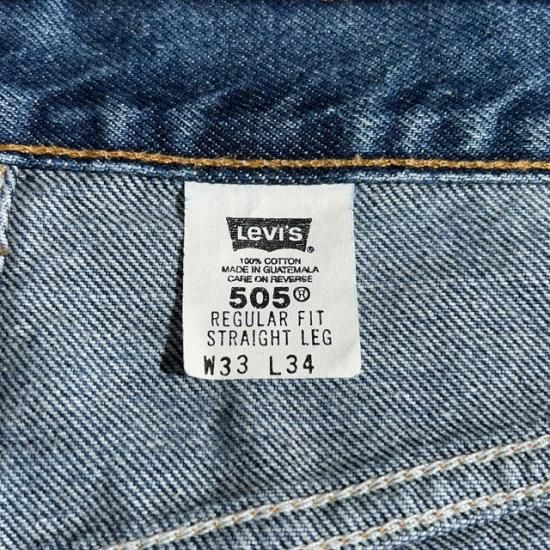 Levi's ®
100% COTTON
MADE IN GUATEMALA
CARE ON REVERSE
505®
REGULAR FIT
STRAIGHT LEG
W33 L34